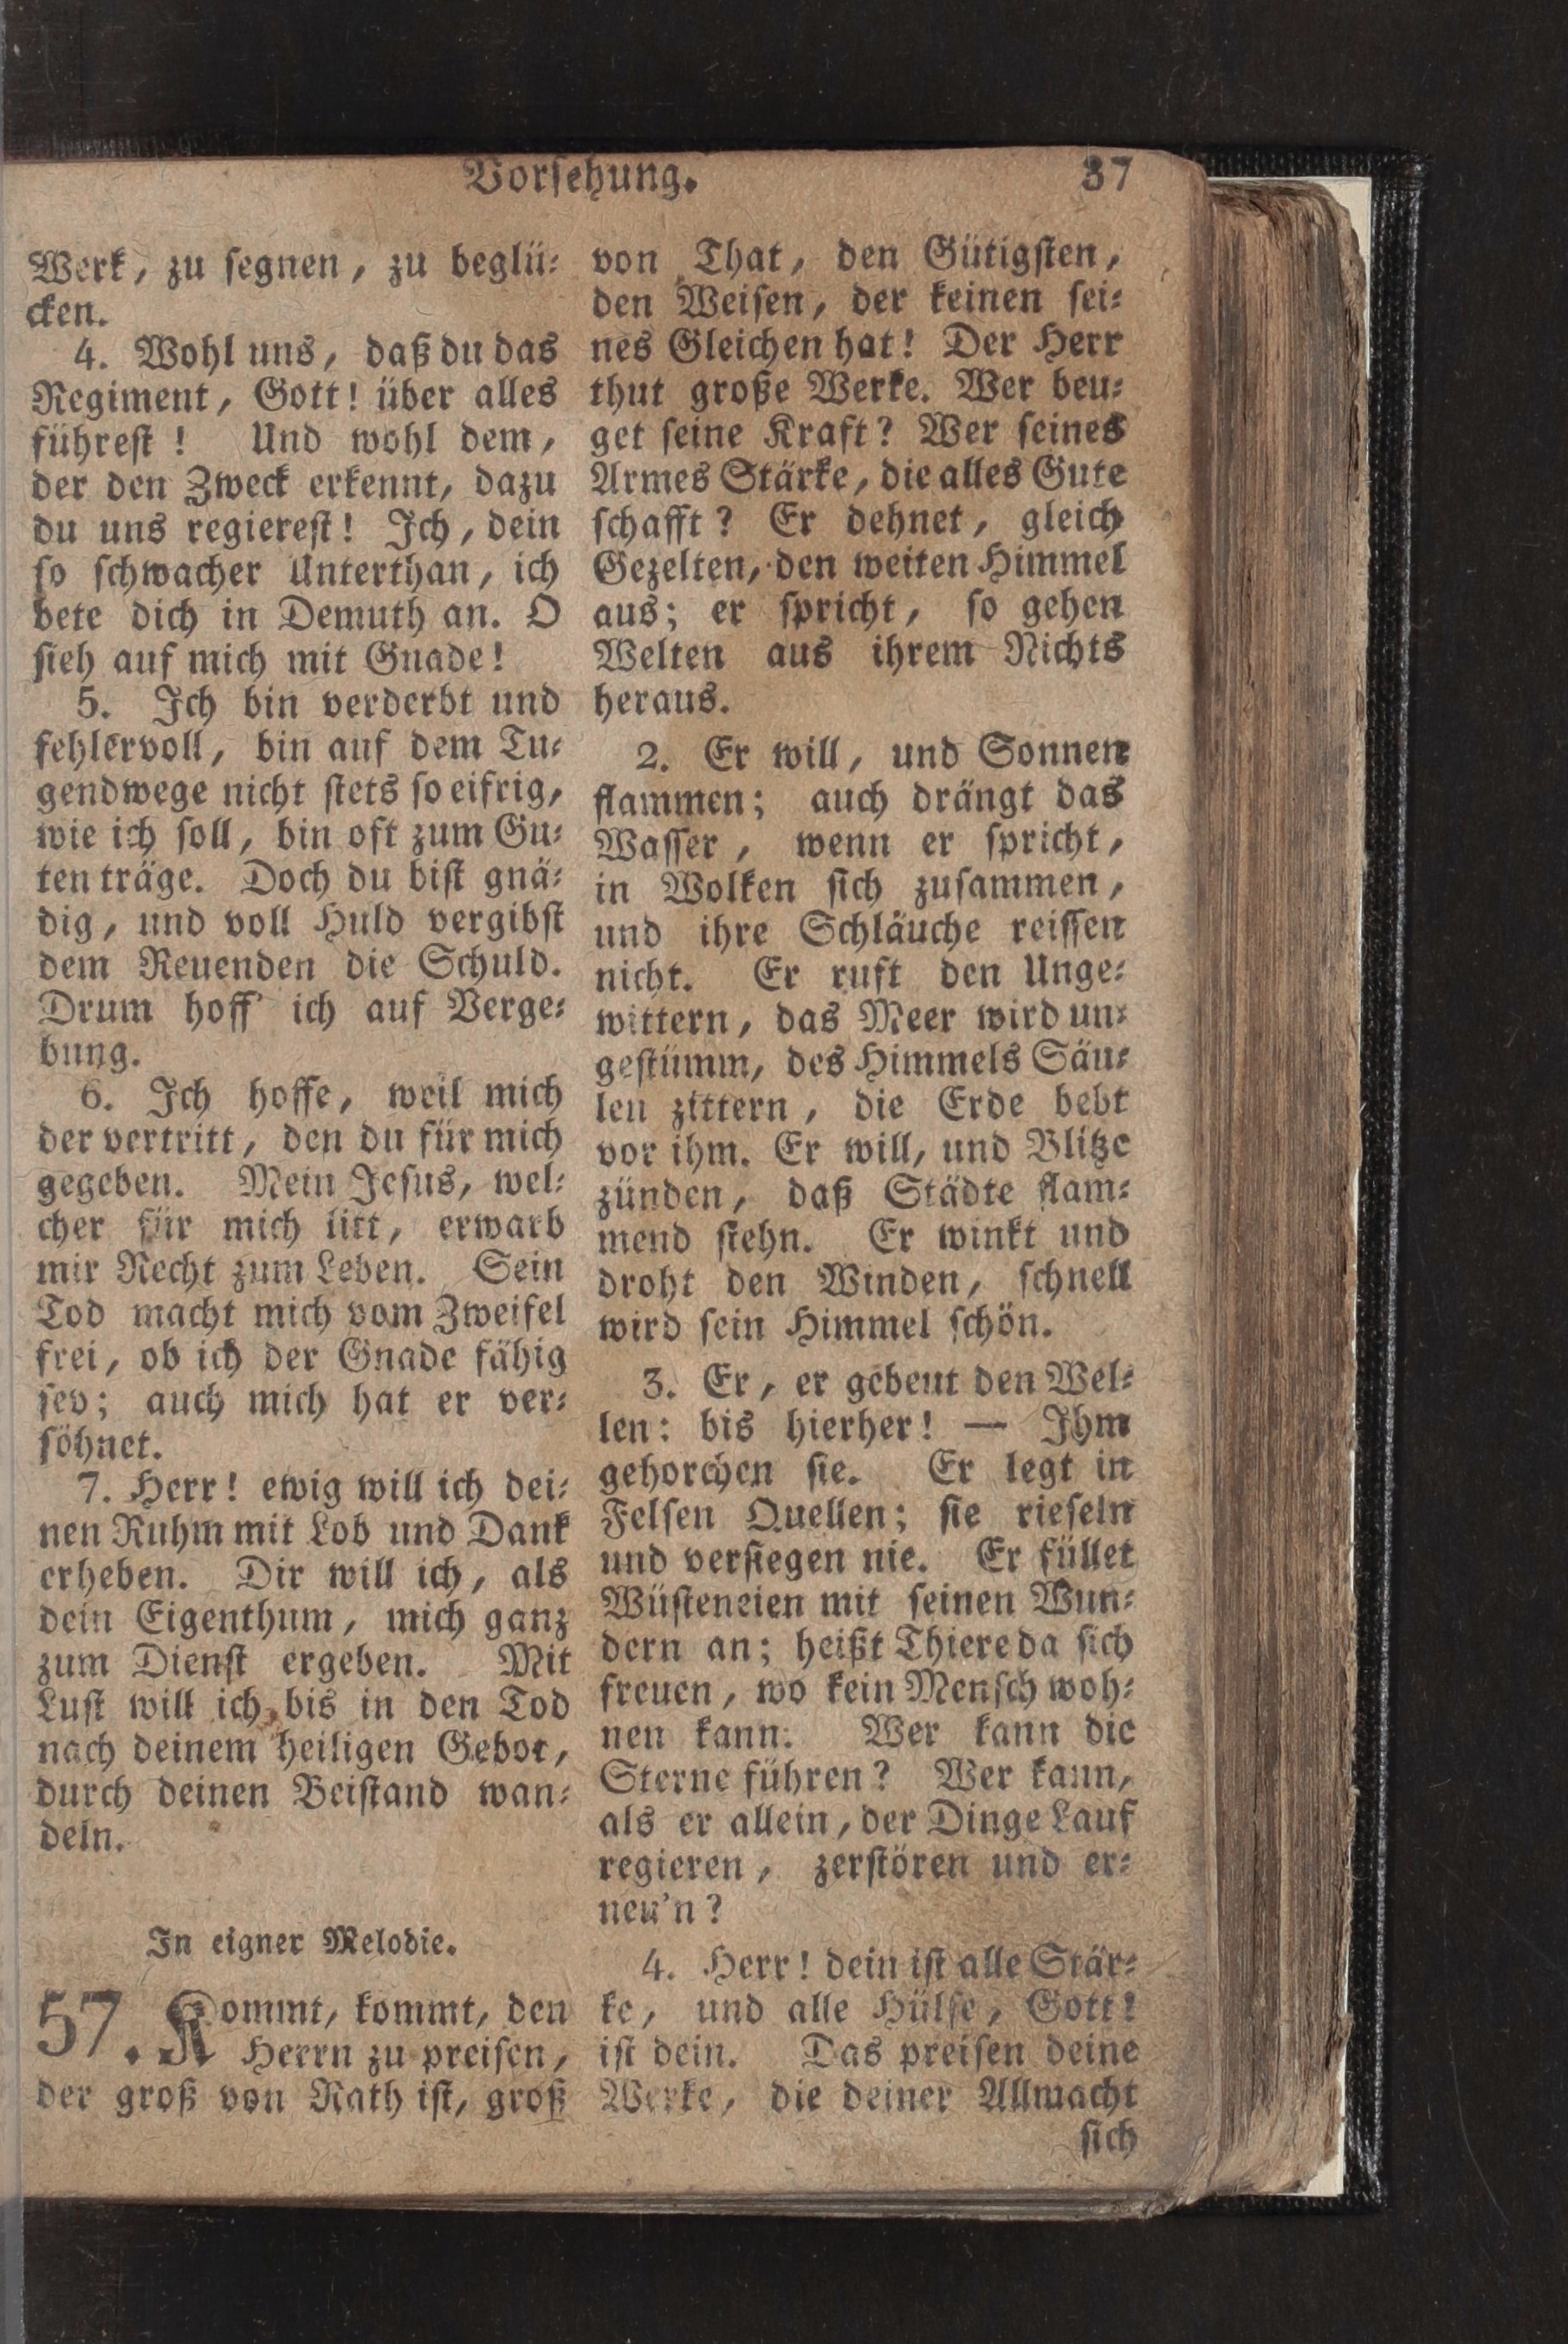 Vorsehung. 37
Werk, zu segnen, zu beglü-
cken.
4. Wohl uns, daß du das
Regiment, Gott! über alles
führest! Und wohl dem,
der den Zweck erkennt, dazu
du uns regierest! Ich, dein
so schwacher Unterthan, ich
bete dich in Demuth an. O
sieh auf mich mit Gnade!
5. Ich bin verderbt und
fehlervoll, bin auf dem Tu-
gendwege nicht stets so eifrig,
wie ich soll, bin oft zum Gu-
ten träge. Doch du bist gnä-
dig, und voll Huld vergibst
dem Reuenden die Schuld.
Drum hoff' ich auf Verge-
bung.
6. Ich hoffe, weil mich
der vertritt, den du für mich
gegeben. Mein Jesus, wel-
cher für mich litt, erwarb
mir Recht zum Leben. Sein
Tod macht mich vom Zweifel
frei, ob ich der Gnade fähig
sey; auch mich hat er ver-
söhnet.
7. Herr! ewig will ich dei-
nen Ruhm mit Lob und Dank
erheben. Dir will ich, als
dein Eigenthum, mich ganz
zum Dienst ergeben. Mit
Lust will ich bis in den Tod
nach deinem heiligen Gebot,
durch deinen Beistand wan-
deln.
In eigner Melodie.
57. Kommt, kommt, den
Herrn zu preisen,
der groß von Rath ist, groß
von That, den Gütigsten,
den Weisen, der keinen sei-
nes Gleichen hat! Der Herr
thut große Werke. Wer beu-
get seine Kraft? Wer seines
Armes Stärke, die alles Gute
schafft? Er dehnet, gleich
Gezelten, den weiten Himmel
aus; er spricht, so gehen
Welten aus ihrem Nichts
heraus.
2. Er will, und Sonnen
flammen; auch drängt das
Wasser, wenn er spricht,
in Wolken sich zusammen,
und ihre Schläuche reissen
nicht. Er ruft den Unge-
wittern, das Meer wird un-
gestümm, des Himmels Säu-
len zittern, die Erde bebt
vor ihm. Er will, und Blitze
zünden, daß Städte flam-
mend stehn. Er winkt und
droht den Winden, schnell
wird sein Himmel schön.
3. Er, er gebeut den Wel-
len: bis hierher! — Ihm
gehorchen sie. Er legt in
Felsen Quellen; sie rieseln
und versiegen nie. Er füllet
Wüsteneien mit seinen Wun-
dern an; heißt Thiere da sich
freuen, wo kein Mensch woh-
nen kann. Wer kann die
Sterne führen? Wer kann,
als er allein, der Dinge Lauf
regieren, zerstören und er-
neu'n?
4. Herr! dein ist alle Stär-
ke, und alle Hülfe, Gott!
ist dein. Das preisen deine
Werke, die deiner Allmacht
sich